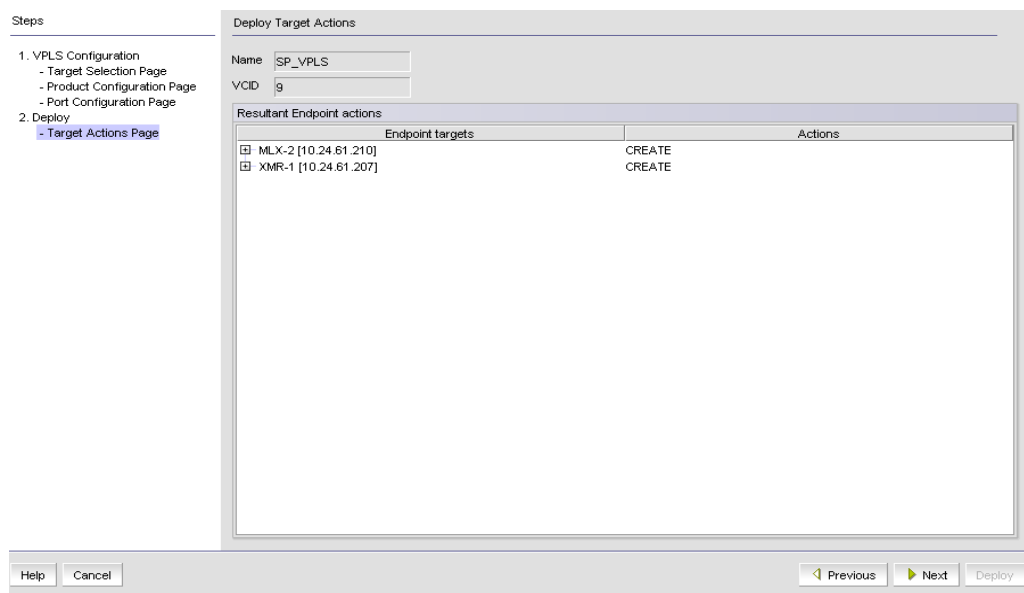 Steps
1. VPLS Configuration
- Target Selection Page
- Product Configuration Page
- Port Configuration Page
2. Deploy
- Target Actions Page
Deploy Target Actions
Name SP_VPLS
VCID 9
Resultant Endpoint actions
Endpoint targets Actions
MLX-2 [10.24.61.210] CREATE
XMR-1 [10.24.61.207] CREATE
Help Cancel Previous Next Deploy